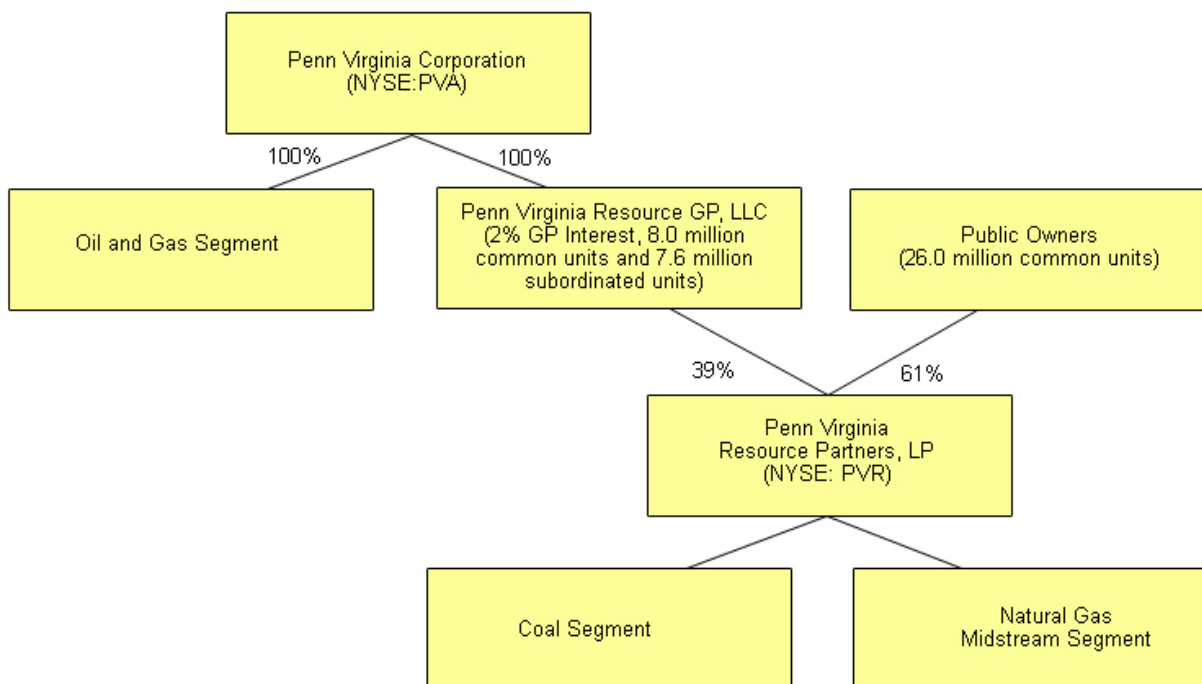 Penn Virginia Corporation
(NYSE:PVA)
100%
100%
Oil and Gas Segment
Penn Virginia Resource GP, LLC
(2% GP Interest, 8.0 million
common units and 7.6 million
subordinated units)
Public Owners
(26.0 million common units)
39%
61%
Penn Virginia
Resource Partners, LP
(NYSE: PVR)
Coal Segment
Natural Gas
Midstream Segment